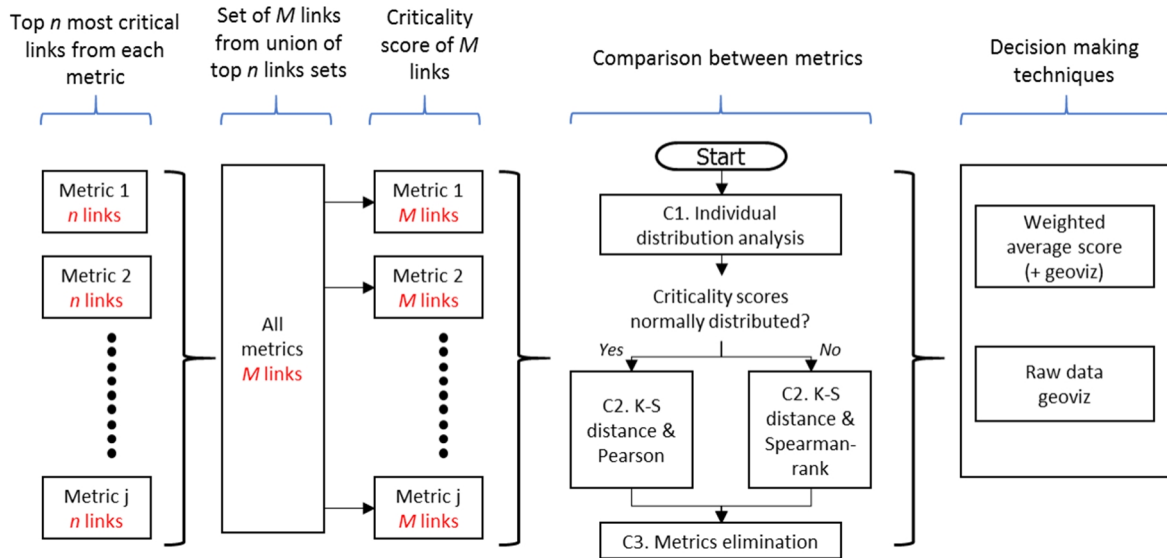 Top n most critical
links from each
metric
Set of M links
from union of
top n links sets
Criticality
score of M
links
Comparison between metrics
Decision making
techniques
Metric 1
n links
Metric 2
n links
Metric j
n links
All
metrics
M links
Metric 1
M links
Metric 2
M links
Metric j
M links
Start
C1. Individual
distribution analysis
Criticality scores
normally distributed?
Yes
No
C2. K-S
distance &
Pearson
C2. K-S
distance &
Spearman-
rank
C3. Metrics elimination
Weighted
average score
(+ geoviz)
Raw data
geoviz